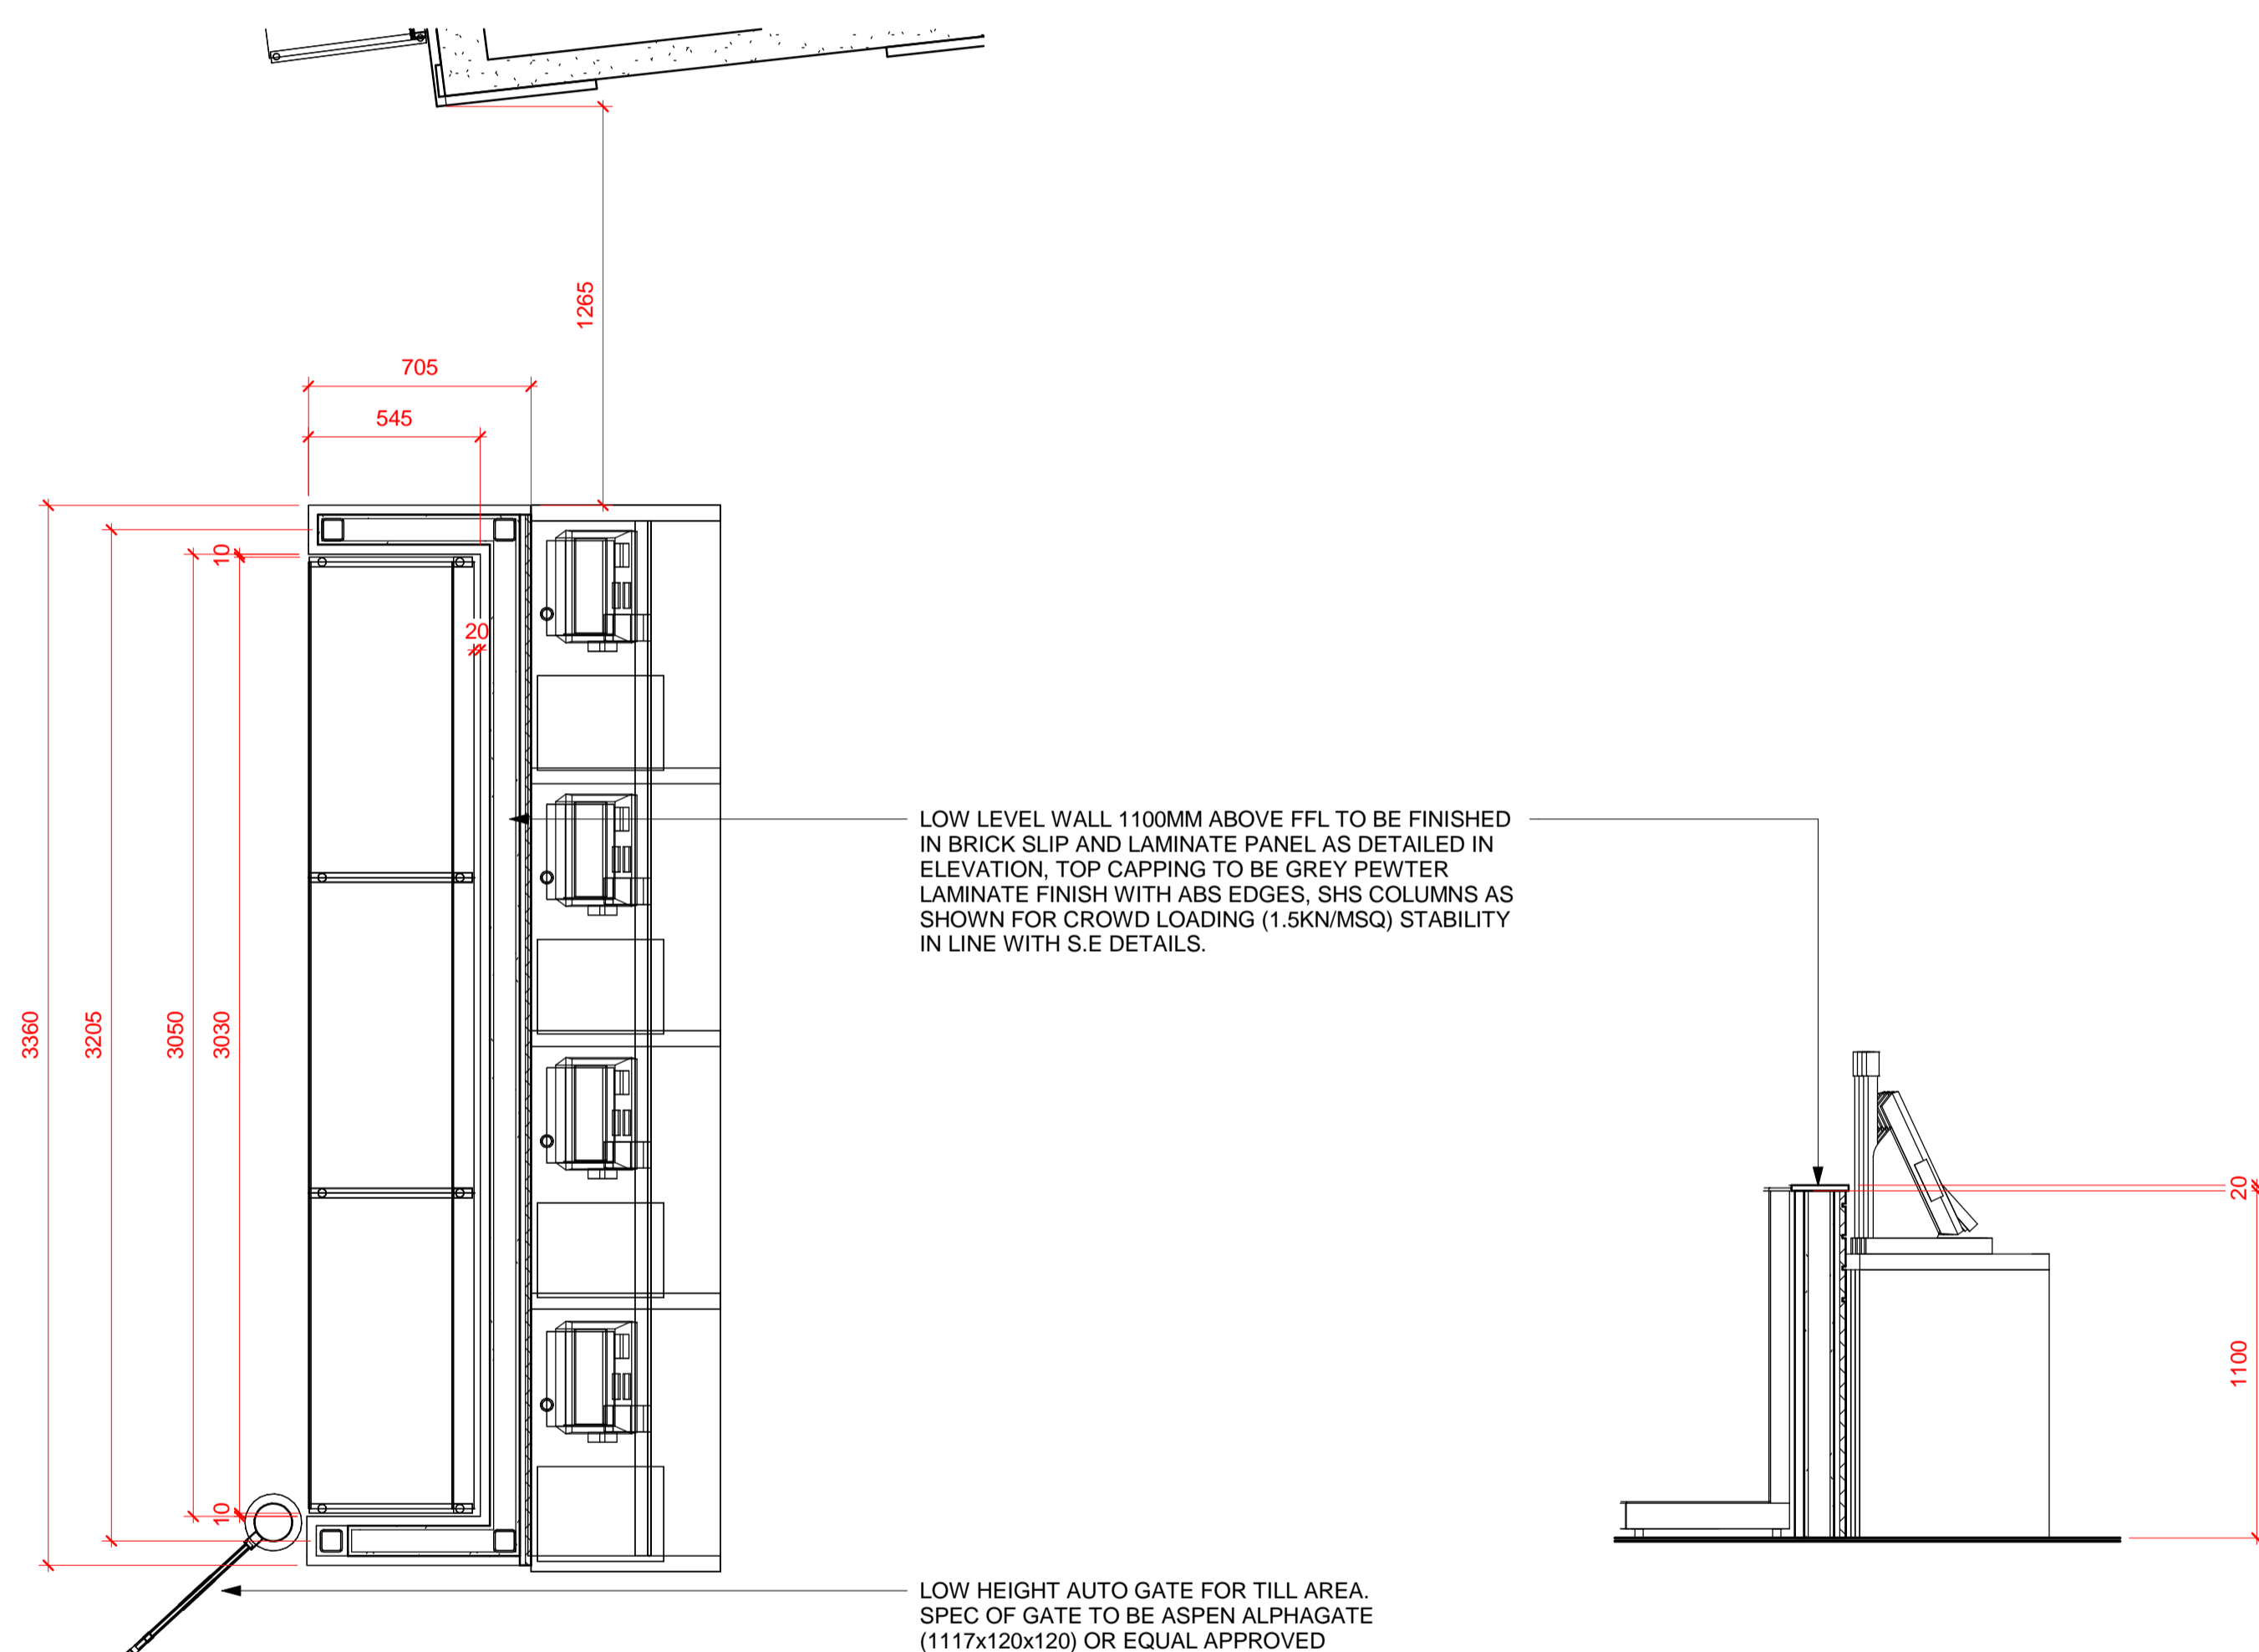 1265
705
545
10
20
3360
3205
3050
3030
10
LOW LEVEL WALL 1100MM ABOVE FFL TO BE FINISHED
IN BRICK SLIP AND LAMINATE PANEL AS DETAILED IN
ELEVATION, TOP CAPPING TO BE GREY PEWTER
LAMINATE FINISH WITH ABS EDGES, SHS COLUMNS AS
SHOWN FOR CROWD LOADING (1.5KN/MSQ) STABILITY
IN LINE WITH S.E DETAILS.
20
1100
LOW HEIGHT AUTO GATE FOR TILL AREA.
SPEC OF GATE TO BE ASPEN ALPHAGATE
(1117x120x120) OR EQUAL APPROVED